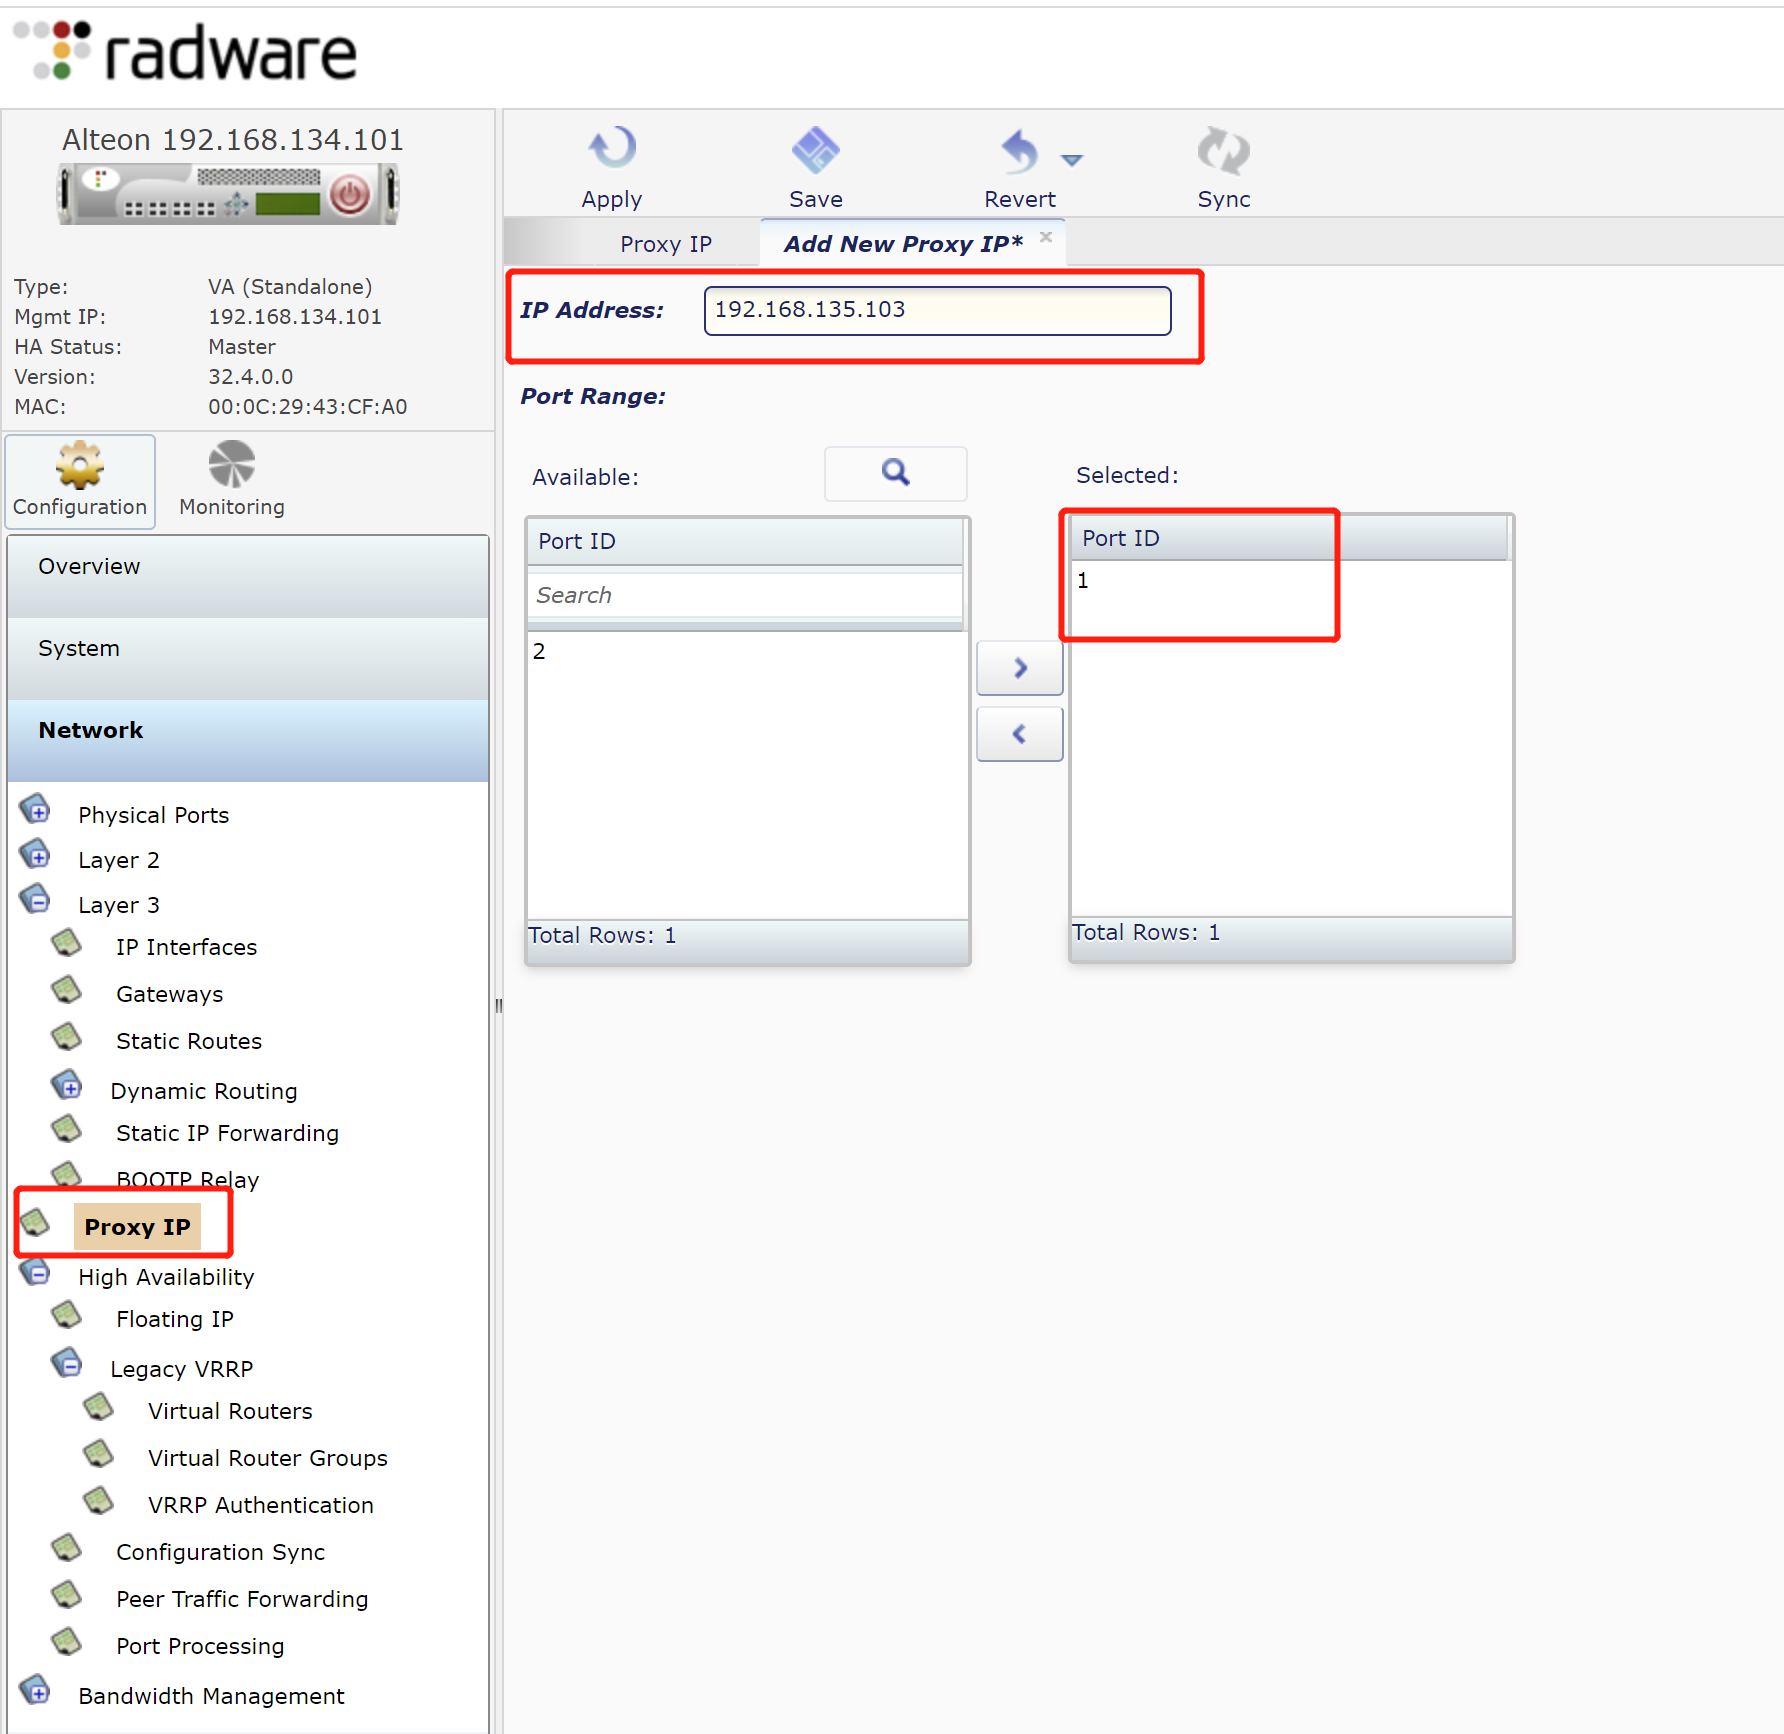 radware
Alteon 192.168.134.101
Type: VA (Standalone)
Mgmt IP: 192.168.134.101
HA Status: Master
Version: 32.4.0.0
MAC: 00:0C:29:43:CF:A0
Configuration Monitoring
Overview
System
Network
Physical Ports
Layer 2
Layer 3
IP Interfaces
Gateways
Static Routes
Dynamic Routing
Static IP Forwarding
BOOTP Relay
Proxy IP
High Availability
Floating IP
Legacy VRRP
Virtual Routers
Virtual Router Groups
VRRP Authentication
Configuration Sync
Peer Traffic Forwarding
Port Processing
Bandwidth Management
Apply Save Revert Sync
Proxy IP Add New Proxy IP*
IP Address: 192.168.135.103
Port Range:
Available:
Port ID
Search
2
Total Rows: 1
Selected:
Port ID
1
Total Rows: 1